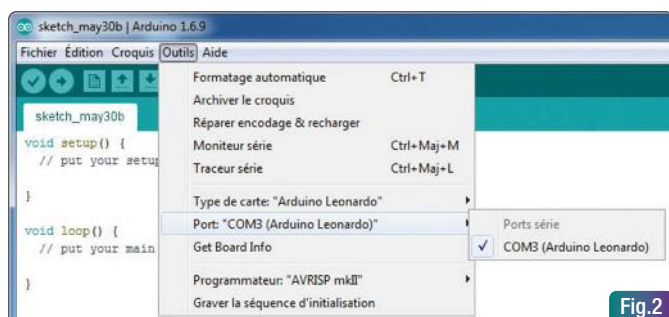 sketch_may30b | Arduino 1.6.9
Fichier Édition Croquis Outils Aide
sketch_may30b
void setup() {
// put your setup
}
void loop() {
// put your main
}
Formatage automatique Ctrl+T
Archiver le croquis
Réparer encodage & recharger
Moniteur série Ctrl+Maj+M
Traceur série Ctrl+Maj+L
Type de carte: "Arduino Leonardo"
Port: "COM3 (Arduino Leonardo)"
Get Board Info
Programmateur: "AVRISP mkII"
Graver la séquence d'initialisation
Ports série
COM3 (Arduino Leonardo)
Fig.2